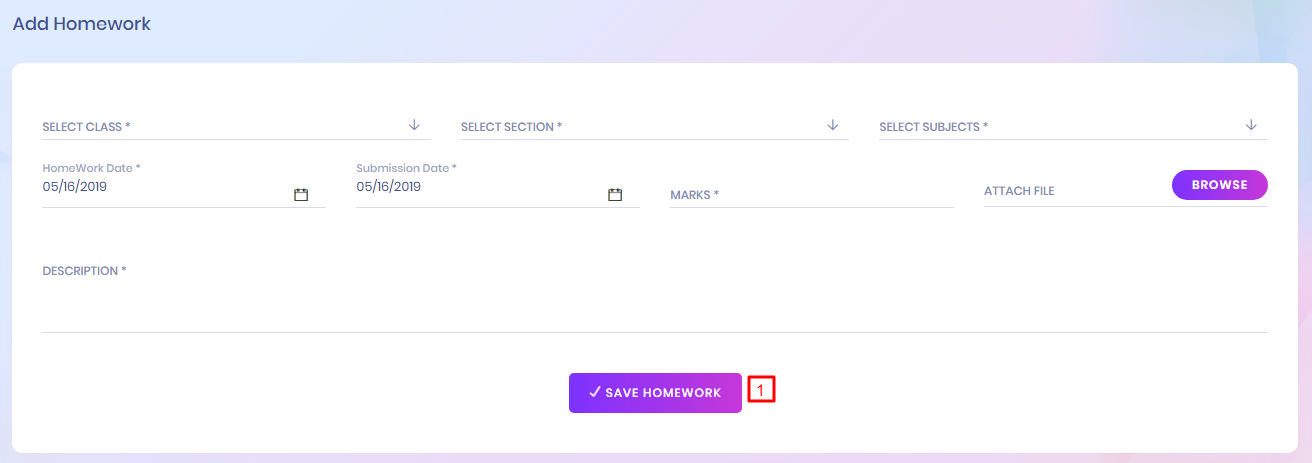 Add Homework
SELECT CLASS *
SELECT SECTION *
SELECT SUBJECTS *
HomeWork Date *
05/16/2019
Submission Date *
05/16/2019
MARKS *
ATTACH FILE
BROWSE
DESCRIPTION *
SAVE HOMEWORK
1